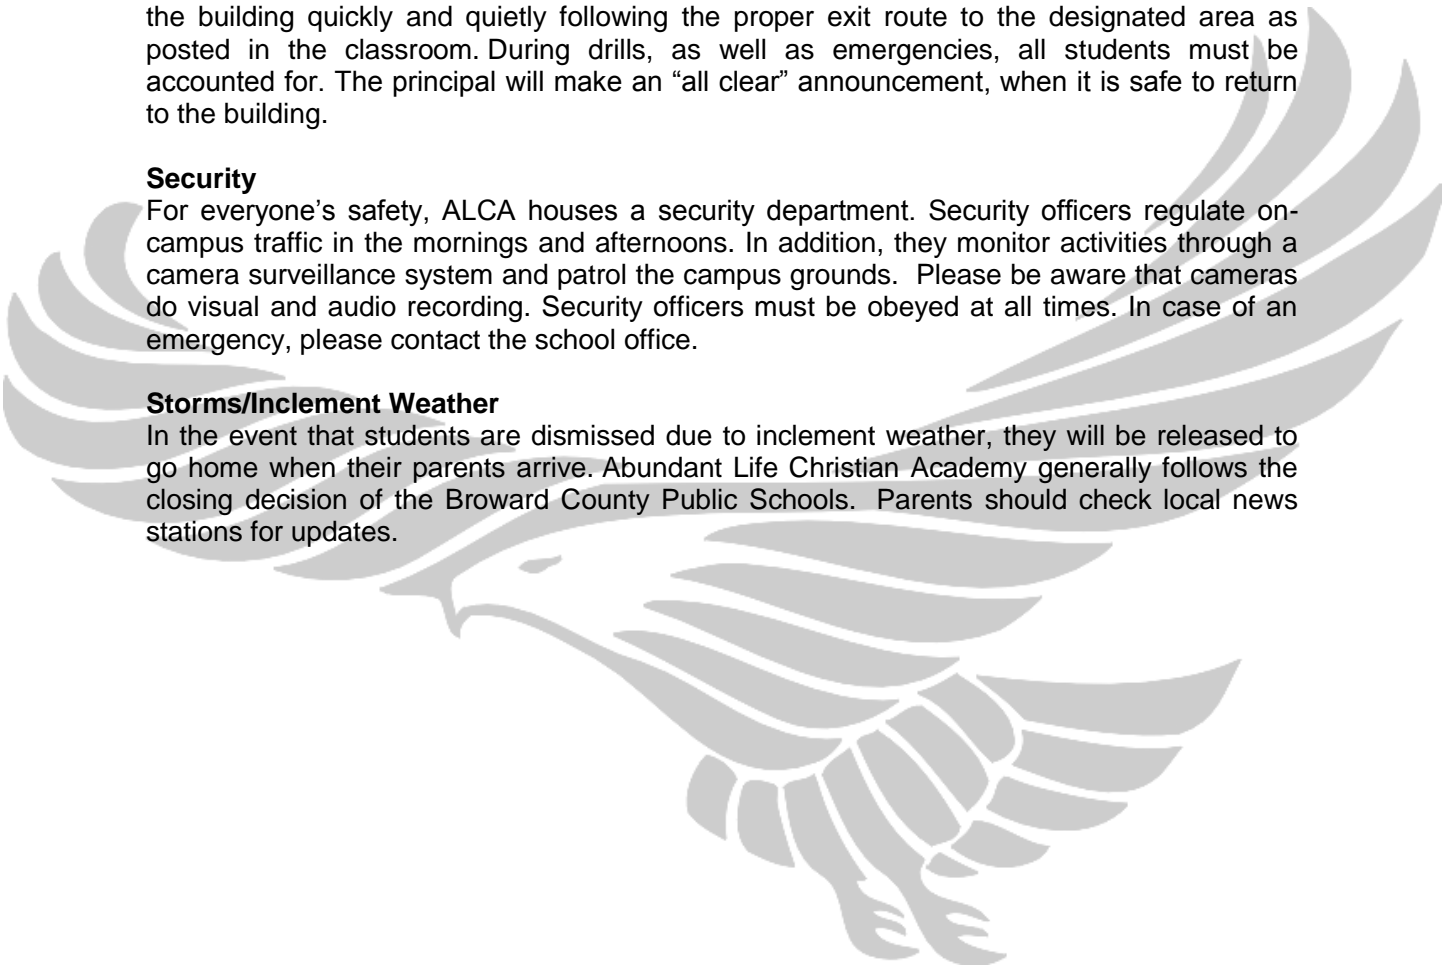 the building quickly and quietly following the proper exit route to the designated area as
posted in the classroom. During drills, as well as emergencies, all students must be
accounted for. The principal will make an “all clear” announcement, when it is safe to return
to the building.
Security
For everyone’s safety, ALCA houses a security department. Security officers regulate on-
campus traffic in the mornings and afternoons. In addition, they monitor activities through a
camera surveillance system and patrol the campus grounds.  Please be aware that cameras
do visual and audio recording. Security officers must be obeyed at all times. In case of an
emergency, please contact the school office.
Storms/Inclement Weather
In the event that students are dismissed due to inclement weather, they will be released to
go home when their parents arrive. Abundant Life Christian Academy generally follows the
closing decision of the Broward County Public Schools.  Parents should check local news
stations for updates.